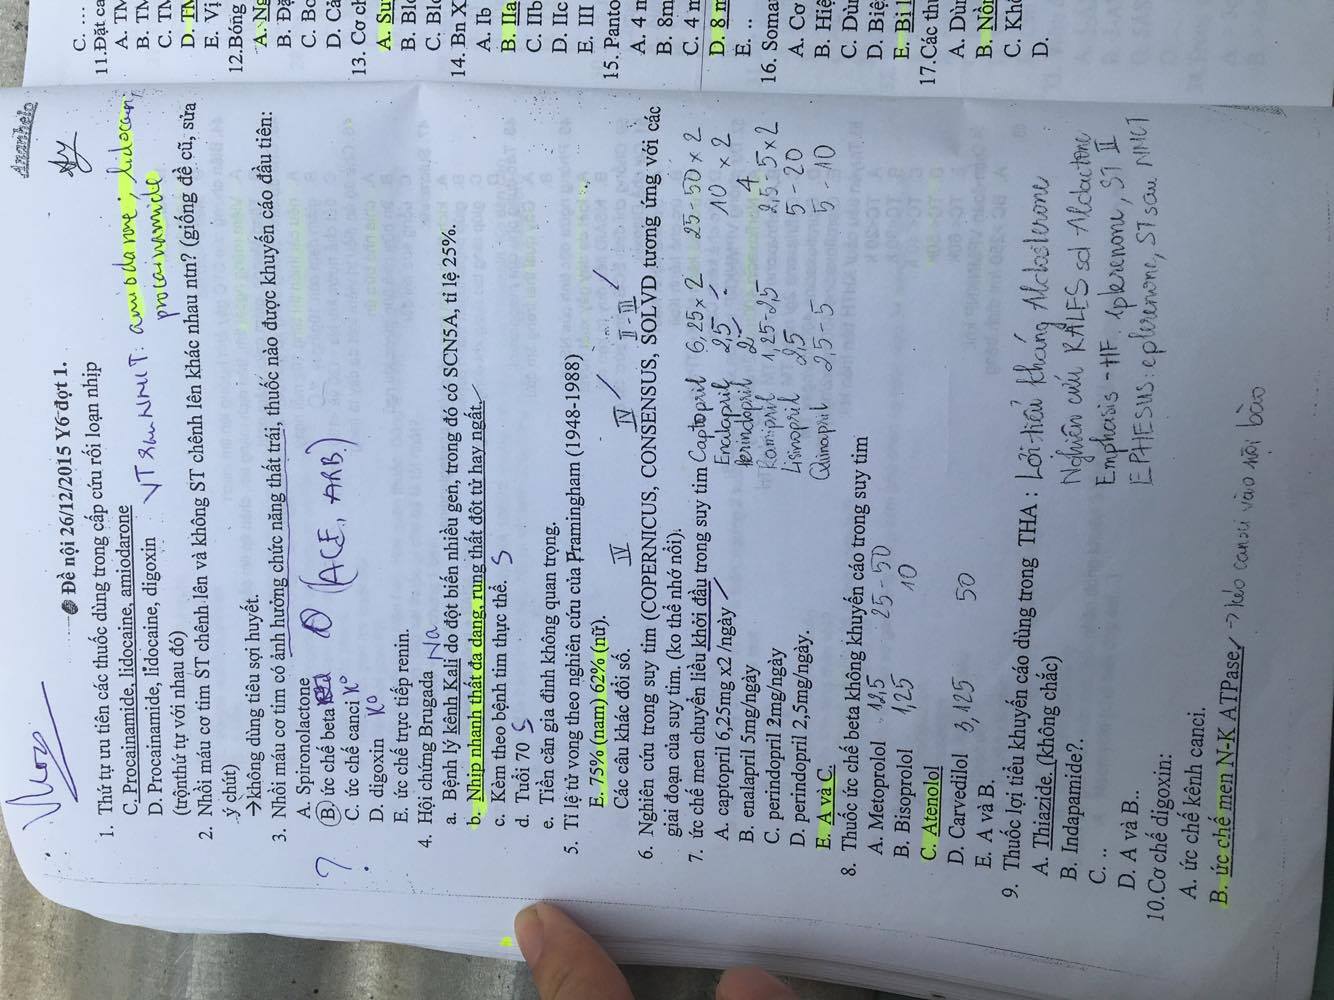 Ananhelo
Đề nội 26/12/2015 Y6 đợt 1.
1. Thứ tự ưu tiên các thuốc dùng trong cấp cứu rối loạn nhịp
C. Procainamide, lidocaine, amiodarone
D. Procainamide, lidocaine, digoxin
VT sau NMCT: amiodarone; lidocain;
procainamide
(trộnthứ tự với nhau đó)
2. Nhồi máu cơ tim ST chênh lên và không ST chênh lên khác nhau ntn? (giống đề cũ, sửa
ý chút)
→không dùng tiêu sợi huyết.
3. Nhồi máu cơ tim có ảnh hưởng chức năng thất trái, thuốc nào được khuyến cáo đầu tiên:
A. Spironolactone
B. ức chế beta
(ACE, ARB.)
?
C. ức chế canci K°
D. digoxin K°
E. ức chế trực tiếp renin.
4. Hội chứng Brugada
Na
a. Bệnh lý kênh Kali do đột biến nhiều gen, trong đó có SCN5A, tỉ lệ 25%.
b. Nhịp nhanh thất đa dạng, rung thất đột tử hay ngất.
c. Kèm theo bệnh tim thực thể. S
d. Tuổi 70 S
e. Tiền căn gia đình không quan trọng.
5. Tỉ lệ tử vong theo nghiên cứu của Framingham (1948-1988)
E. 75% (nam) 62% (nữ).
Các câu khác đổi số.
IV IV II - III
6. Nghiên cứu trong suy tim (COPERNICUS, CONSENSUS, SOLVD tương ứng với các
giai đoạn của suy tim. (ko thể nhớ nổi).
7. ức chế men chuyển liều khởi đầu trong suy tim Captopril 6,25 x 2 25-50 x 2
A. captopril 6,25mg x2 /ngày Enalapril 2,5 10 x 2
B. enalapril 5mg/ngày Perindopril 2 4
C. perindopril 2mg/ngày Ramipril 1,25-2,5 2,5-5 x 2
D. perindopril 2,5mg/ngày. Lisinopril 2,5 5-20
E. A và C. Quinapril 2,5-5 5-10
8. Thuốc ức chế beta không khuyến cáo trong suy tim
A. Metoprolol 12,5 25-50
B. Bisoprolol 1,25 10
C. Atenolol
D. Carvedilol 3,125 50
E. A và B.
9. Thuốc lợi tiểu khuyến cáo dùng trong THA : Lợi tiểu kháng Aldosterone
A. Thiazide. (không chắc)
Nghiên cứu RALES sd Aldactone
B. Indapamide?.
Emphasis - HF eplerenone, ST II
C. ..
EPHESUS: eplerenone, ST sau NMCT
D. A và B..
10.Cơ chế digoxin:
A. ức chế kênh canci.
B. ức chế men N-K ATPase, → kéo canxi vào nội bào
C. ...
11.Đặt ca
A. TM
B. TM
C. TM
D. TM
E. Vị
12.Bóng
A. Ng
B. Đặ
C. Bc
D. Cả
13. Cơ ch
A. Su
B. Blo
C. Blo
14. Bn X
A. Ib
B. IIa
C. IIb
D. IIc
E. III
15. Panto
A. 4 m
B. 8m
C. 4 m
D. 8 m
E. ..
16. Soma
A. Cơ
B. Hiệ
C. Dù
D. Biệ
E. Bi l
17.Các thu
A. Dù
B. Nồ
C. Khô
D.